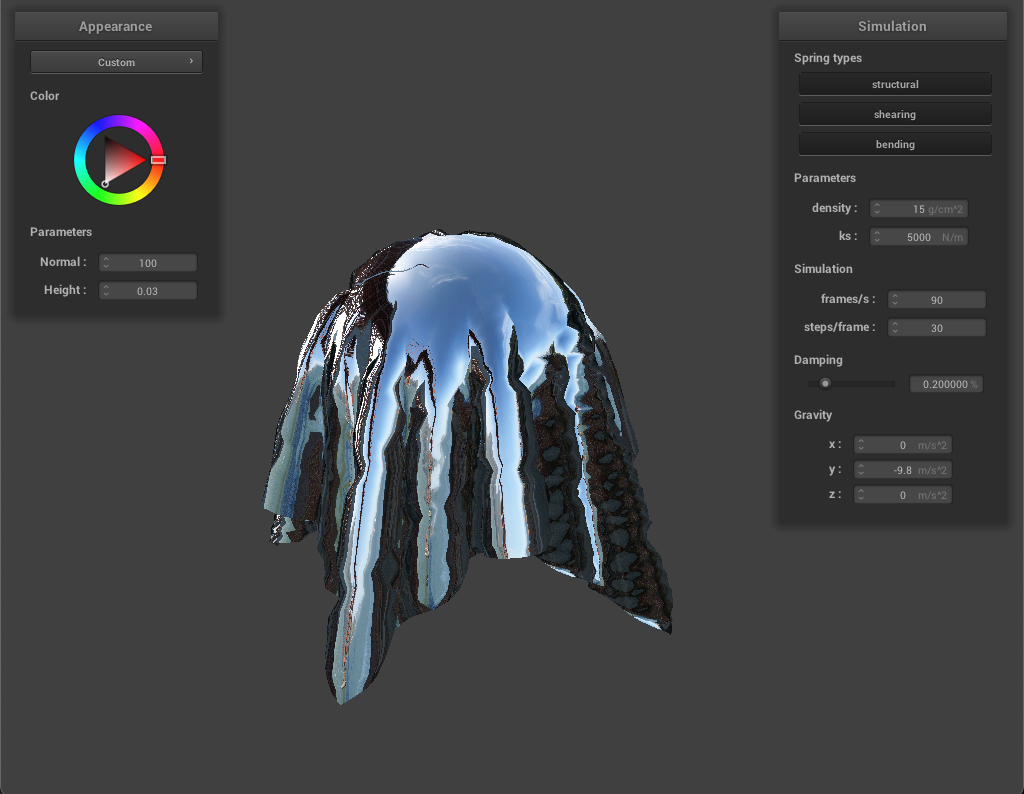 Appearance
Custom
Color
Parameters
Normal : 100
Height : 0.03
Simulation
Spring types
structural
shearing
bending
Parameters
density : 15 g/cm^2
ks : 5000 N/m
Simulation
frames/s : 90
steps/frame : 30
Damping
0.200000 %
Gravity
x : 0 m/s^2
y : -9.8 m/s^2
z : 0 m/s^2